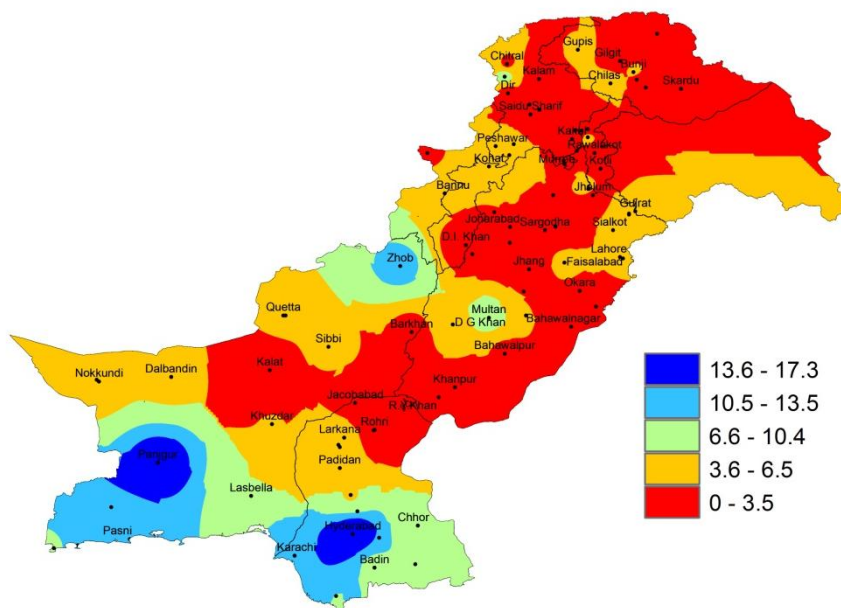 Gupis
Gilgit
Chitral
Bunji
Kalam
Chilas
Skardu
Dir
Saidu Sharif
Peshawar
Rawalakot
Kohat
Kotli
Bannu
Jhelum
Gujrat
Joharabad
Sargodha
Sialkot
D.I. Khan
Lahore
Zhob
Jhang
Faisalabad
Okara
Quetta
Multan
D G Khan
Barkhan
Bahawalnagar
Sibbi
Bahawalpur
Kalat
Nokkundi
Dalbandin
Khanpur
Jacobabad
R.Y.Khan
Khuzdar
Rohri
Larkana
Panjgur
Padidan
Lasbella
Hyderabad
Chhor
Pasni
Karachi
Badin
13.6 - 17.3
10.5 - 13.5
6.6 - 10.4
3.6 - 6.5
0 - 3.5